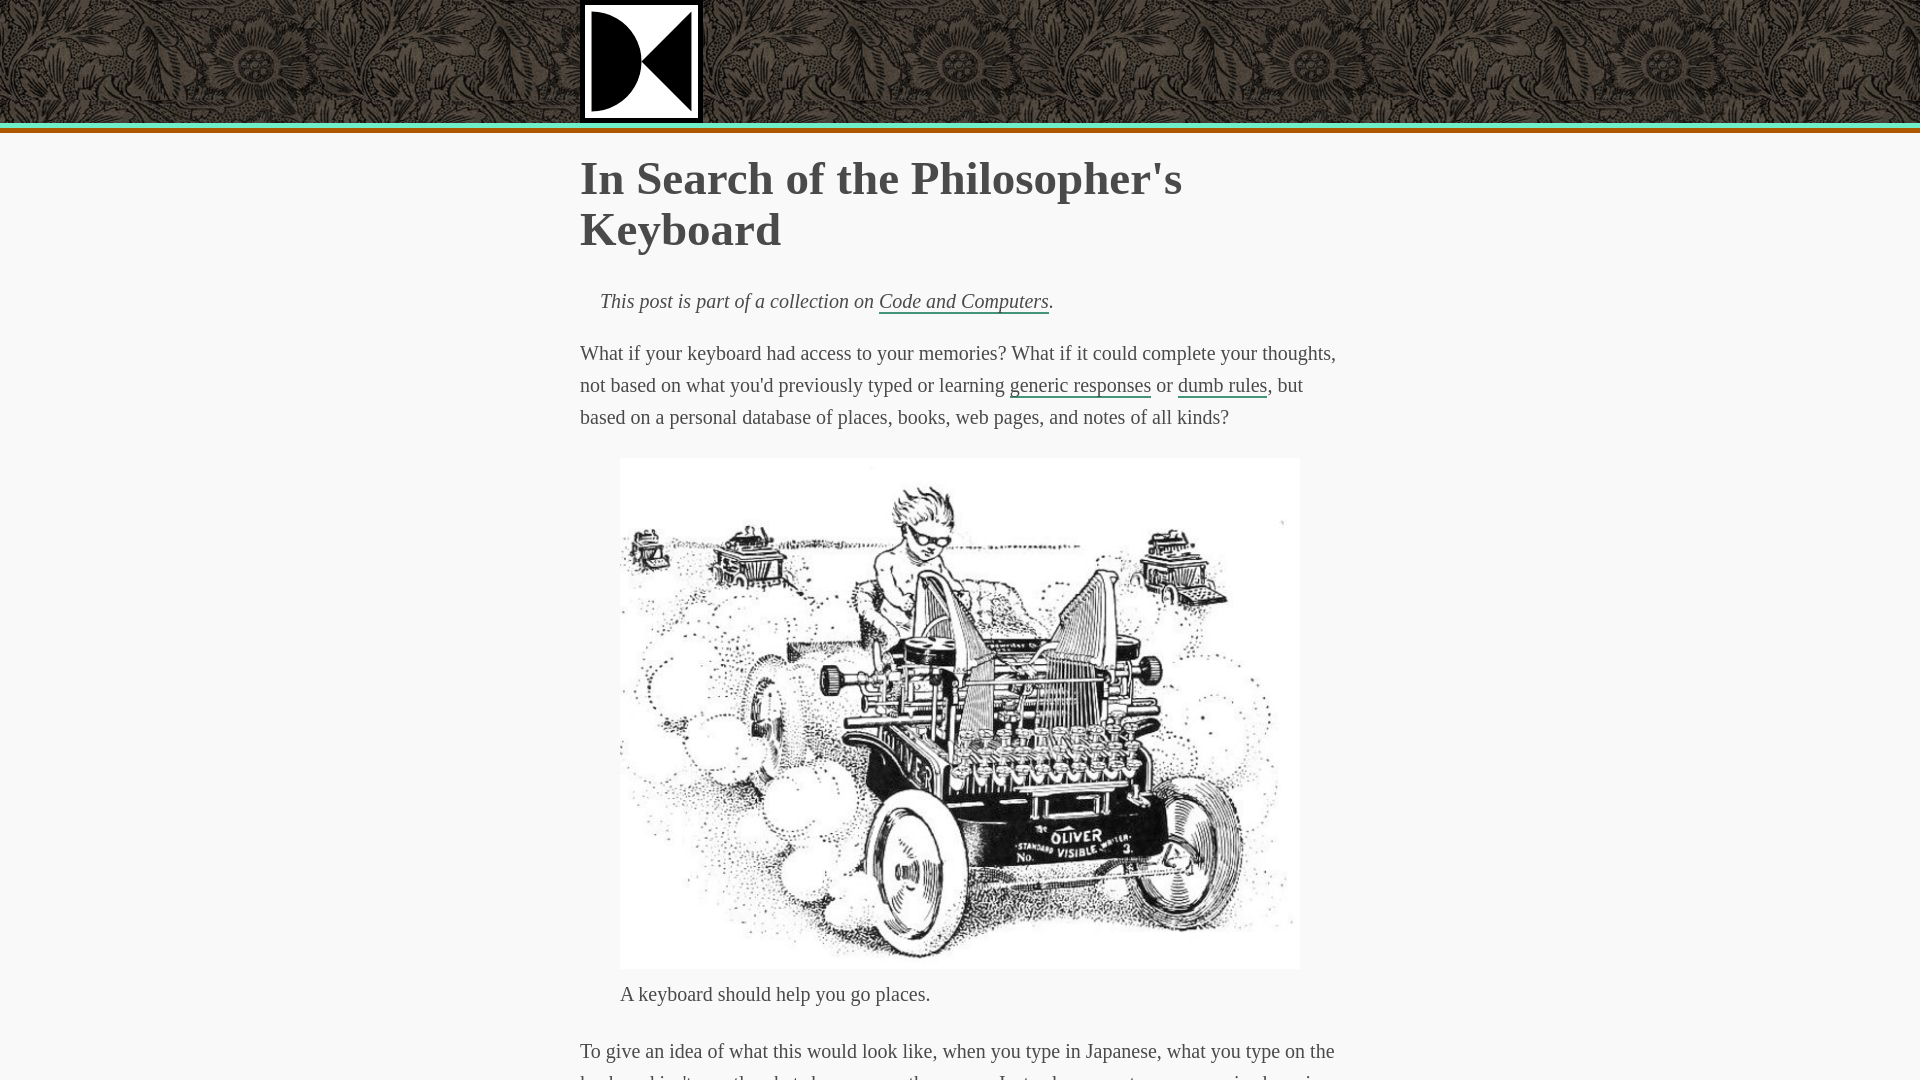 In Search of the Philosopher's
Keyboard
This post is part of a collection on Code and Computers.
What if your keyboard had access to your memories? What if it could complete your thoughts,
not based on what you'd previously typed or learning generic responses or dumb rules, but
based on a personal database of places, books, web pages, and notes of all kinds?
The
OLIVER
STANDARD VISIBLE WRITER
No. 3.
A keyboard should help you go places.
To give an idea of what this would look like, when you type in Japanese, what you type on the